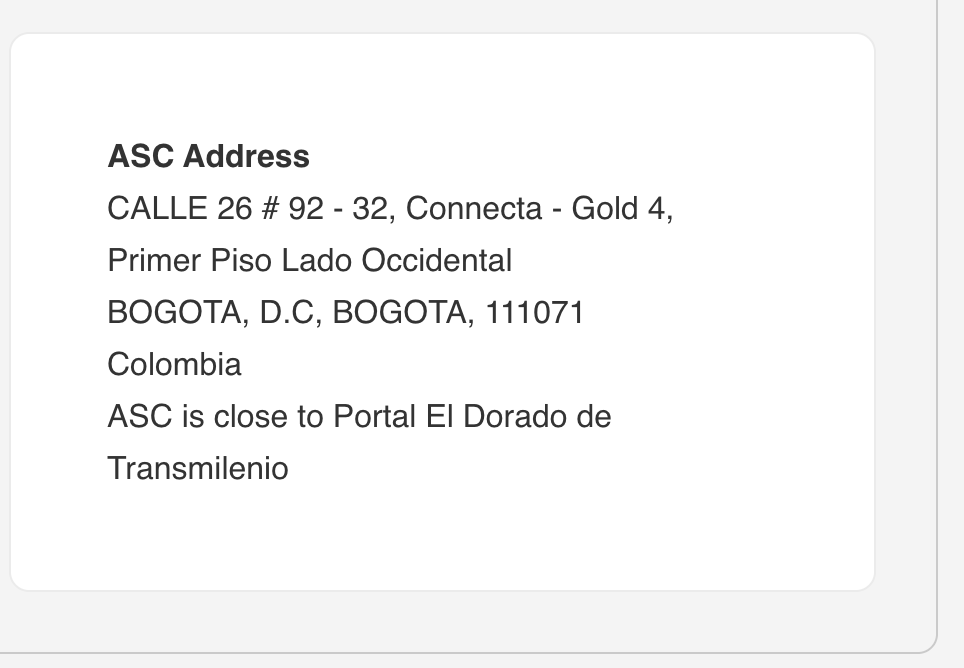 ASC Address
CALLE 26 # 92 - 32, Connecta - Gold 4,
Primer Piso Lado Occidental
BOGOTA, D.C, BOGOTA, 111071
Colombia
ASC is close to Portal El Dorado de
Transmilenio